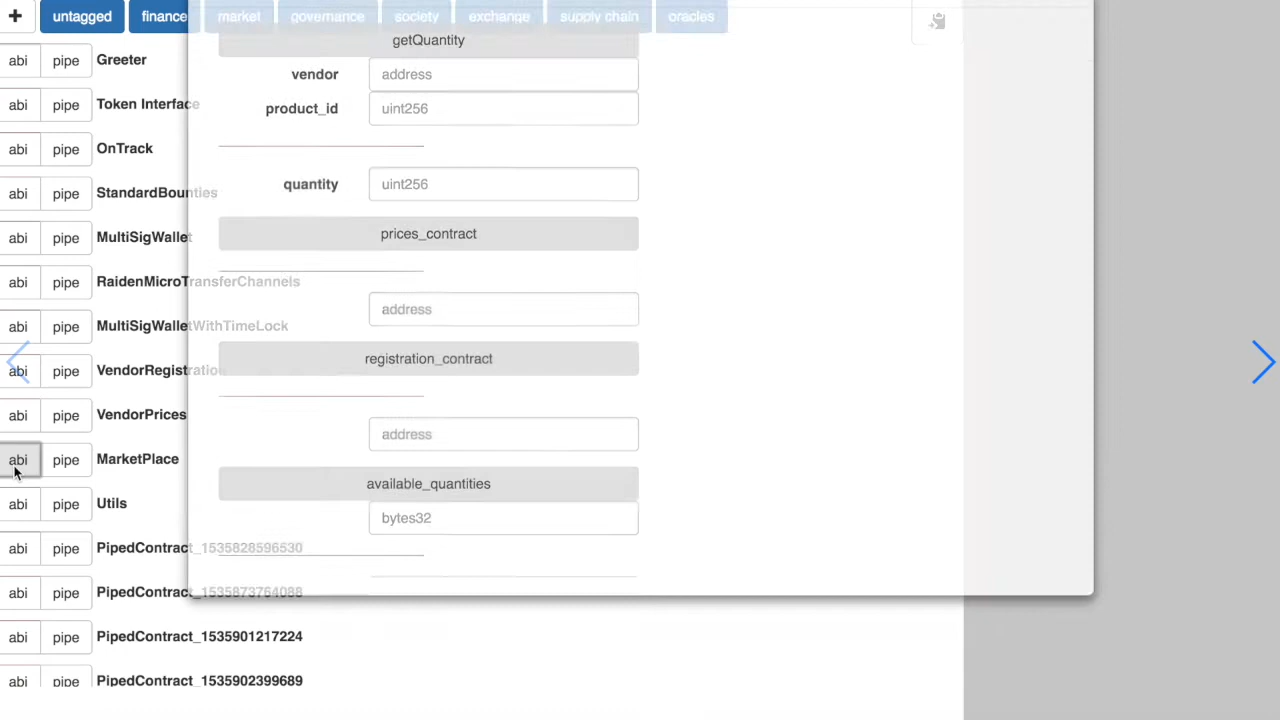 + untagged finance market governance society exchange supply chain oracles
getQuantity
abi pipe Greeter
vendor address
abi pipe Token Interface
product_id uint256
abi pipe OnTrack
quantity uint256
abi pipe StandardBounties
abi pipe MultiSigWallet
prices_contract
abi pipe RaidenMicroTransferChannels
address
abi pipe MultiSigWalletWithTimeLock
registration_contract
abi pipe VendorRegistration
abi pipe VendorPrices
address
abi pipe MarketPlace
available_quantities
abi pipe Utils
bytes32
abi pipe PipedContract_1535828596530
abi pipe PipedContract_1535873764088
abi pipe PipedContract_1535901217224
abi pipe PipedContract_1535902399689